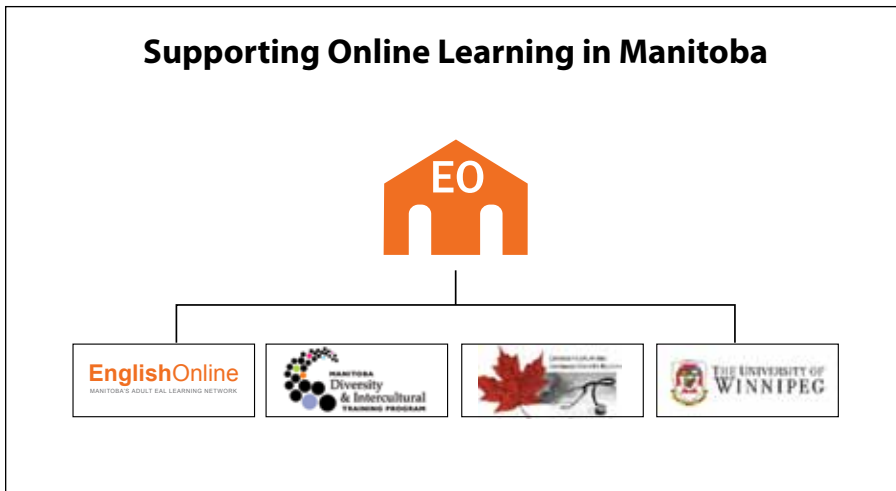 Supporting Online Learning in Manitoba
EO
EnglishOnline
MANITOBA'S ADULT EAL LEARNING NETWORK
MANITOBA
Diversity
& Intercultural
TRAINING PROGRAM
THE UNIVERSITY OF
WINNIPEG